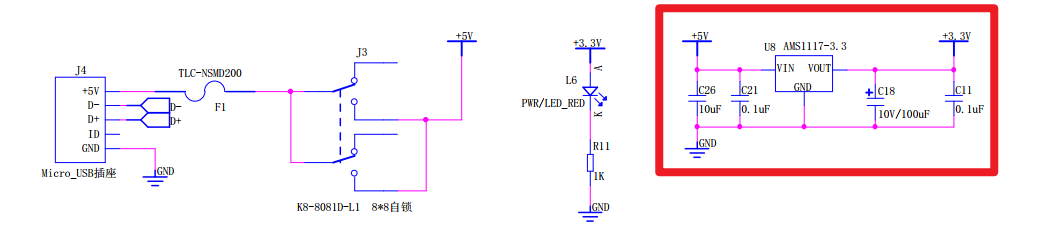 J4
+5V
D-
D+
ID
GND
Micro_USB插座
D-
D+
GND
TLC-NSMD200
F1
J3
K8-8081D-L1 8*8自锁
+5V
+3.3V
A
L6
PWR/LED_RED
K
R11
1K
GND
+5V
U8 AMS1117-3.3
+3.3V
VIN VOUT
GND
C26
10uF
C21
0.1uF
C18
10V/100uF
C11
0.1uF
GND